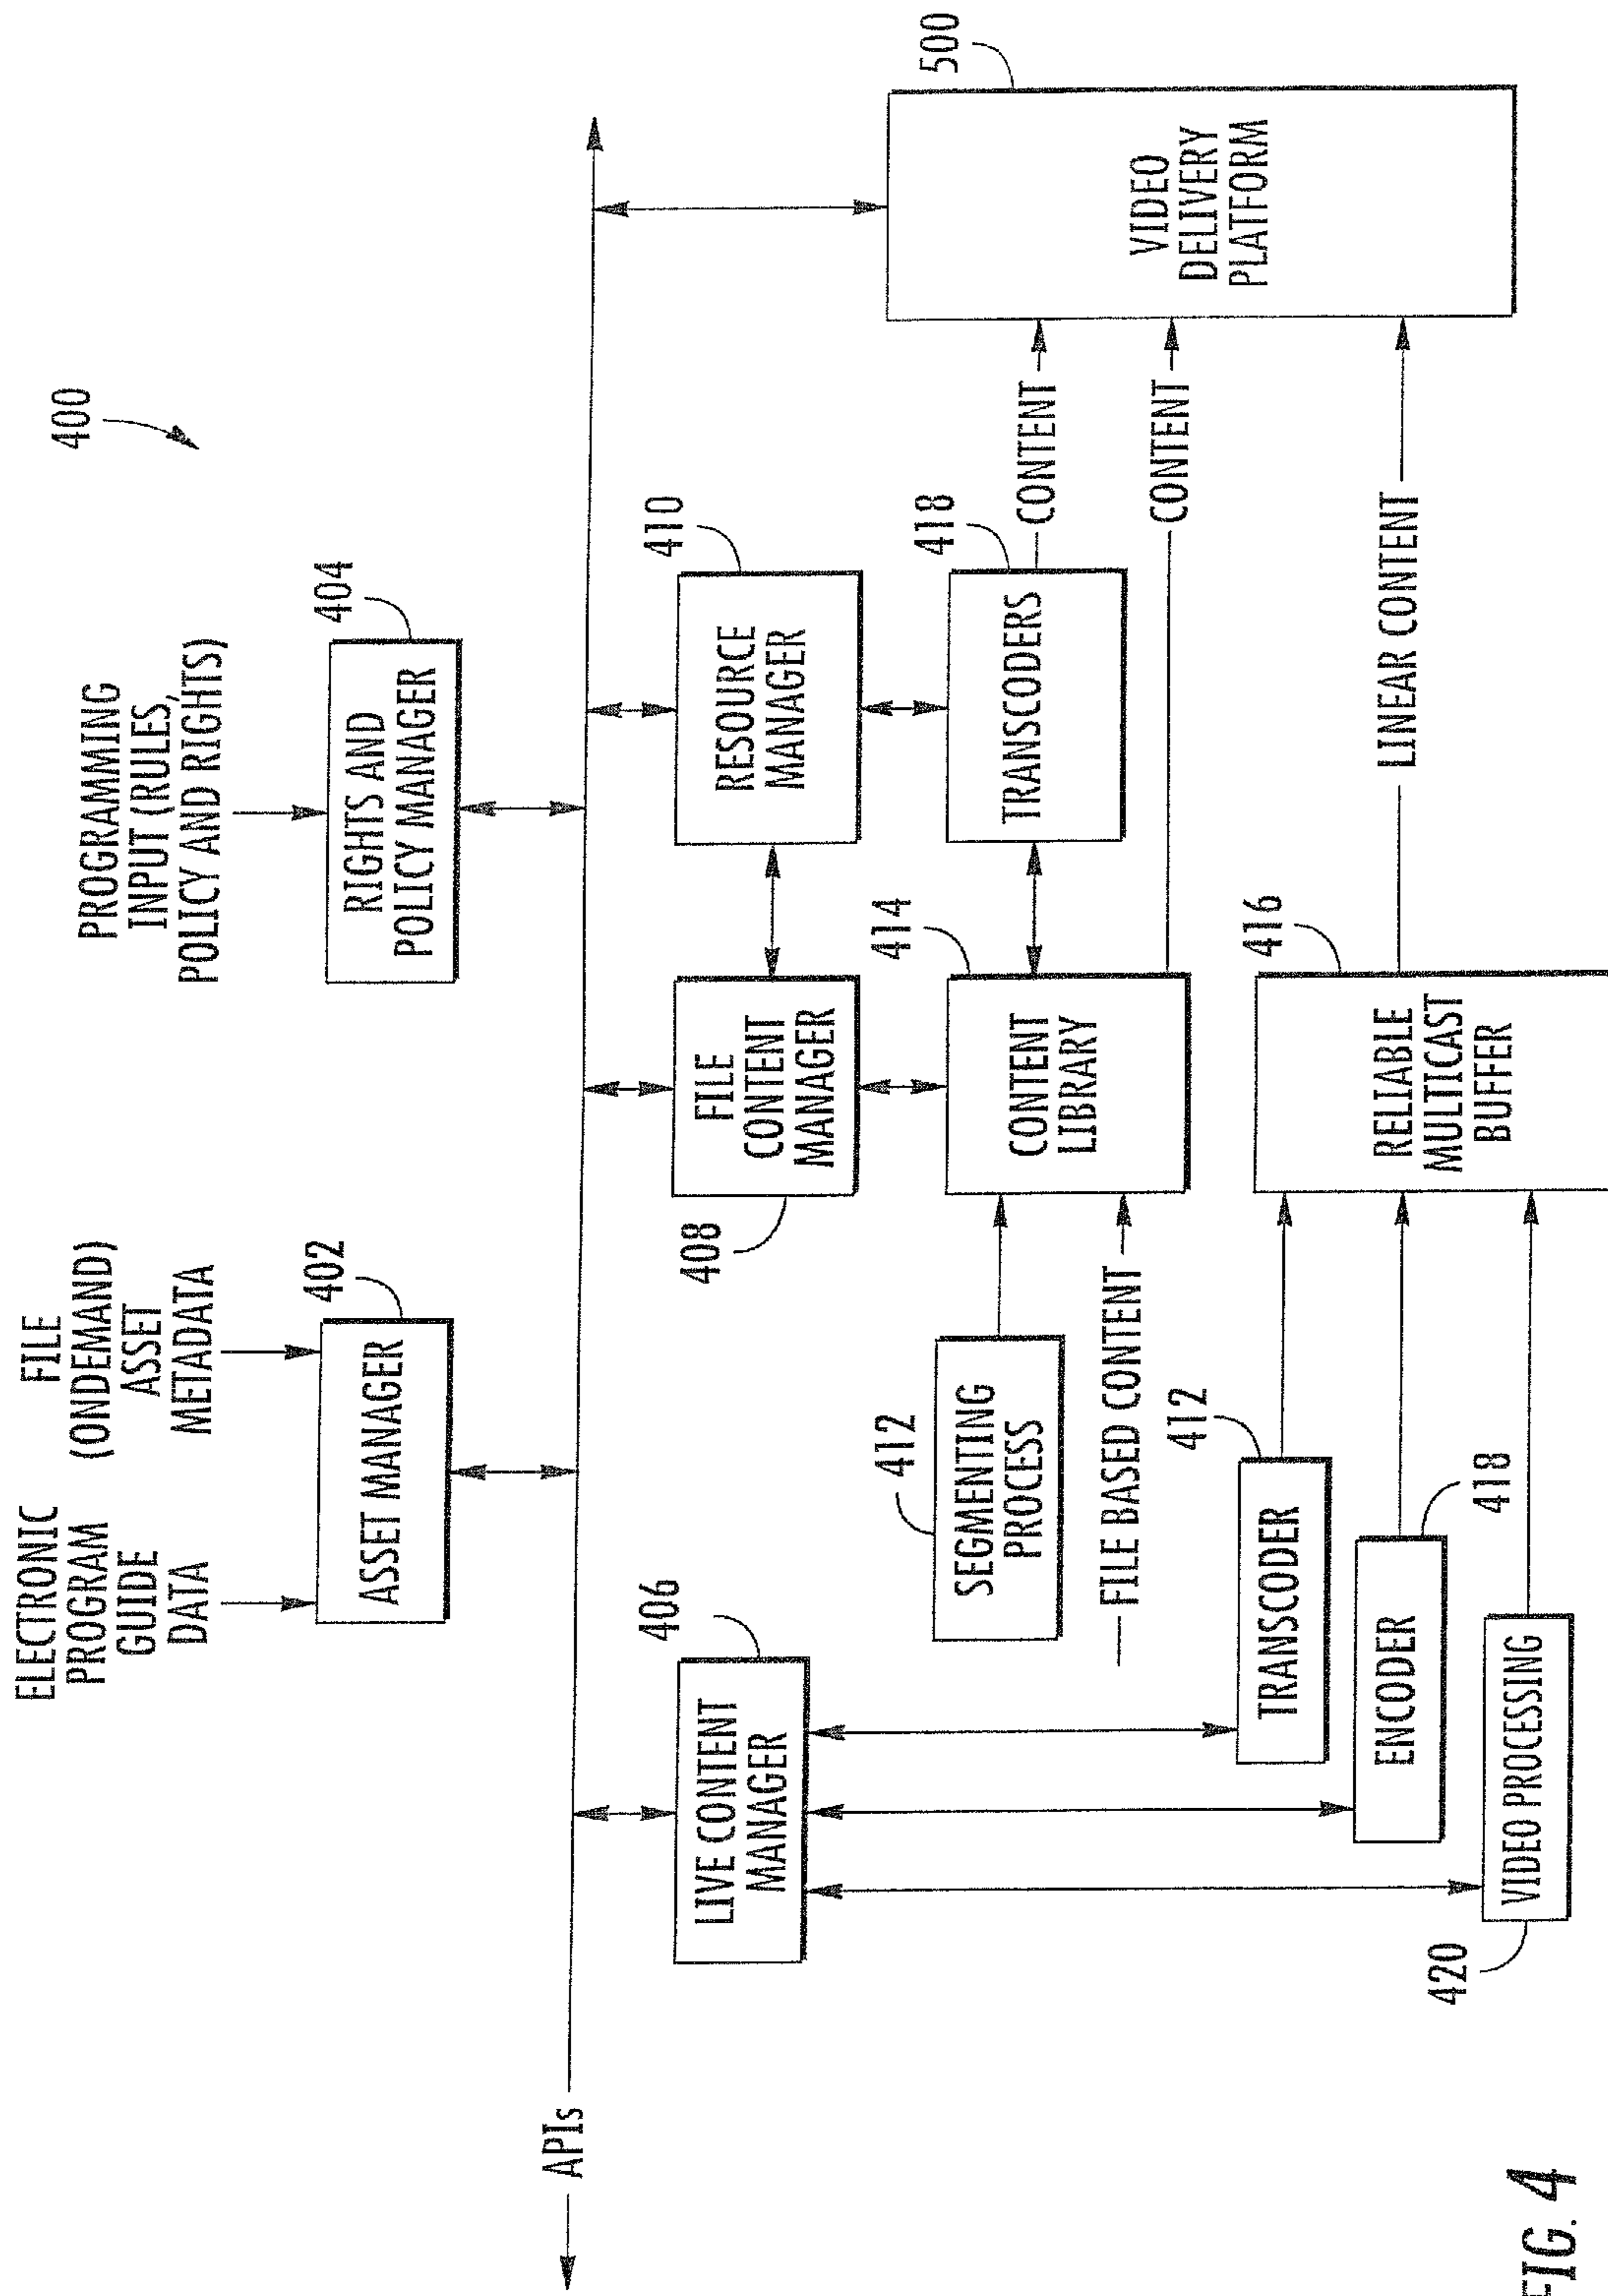 400
ELECTRONIC
PROGRAM
GUIDE
DATA
FILE
(ONDEMAND)
ASSET
METADATA
PROGRAMMING
INPUT (RULES,
POLICY AND RIGHTS)
402
ASSET MANAGER
404
RIGHTS AND
POLICY MANAGER
APIs
406
LIVE CONTENT
MANAGER
408
FILE
CONTENT
MANAGER
410
RESOURCE
MANAGER
412
SEGMENTING
PROCESS
414
CONTENT
LIBRARY
418
TRANSCODERS
CONTENT
CONTENT
500
VIDEO
DELIVERY
PLATFORM
FILE BASED CONTENT
412
TRANSCODER
418
ENCODER
420
VIDEO PROCESSING
416
RELIABLE
MULTICAST
BUFFER
LINEAR CONTENT
FIG. 4